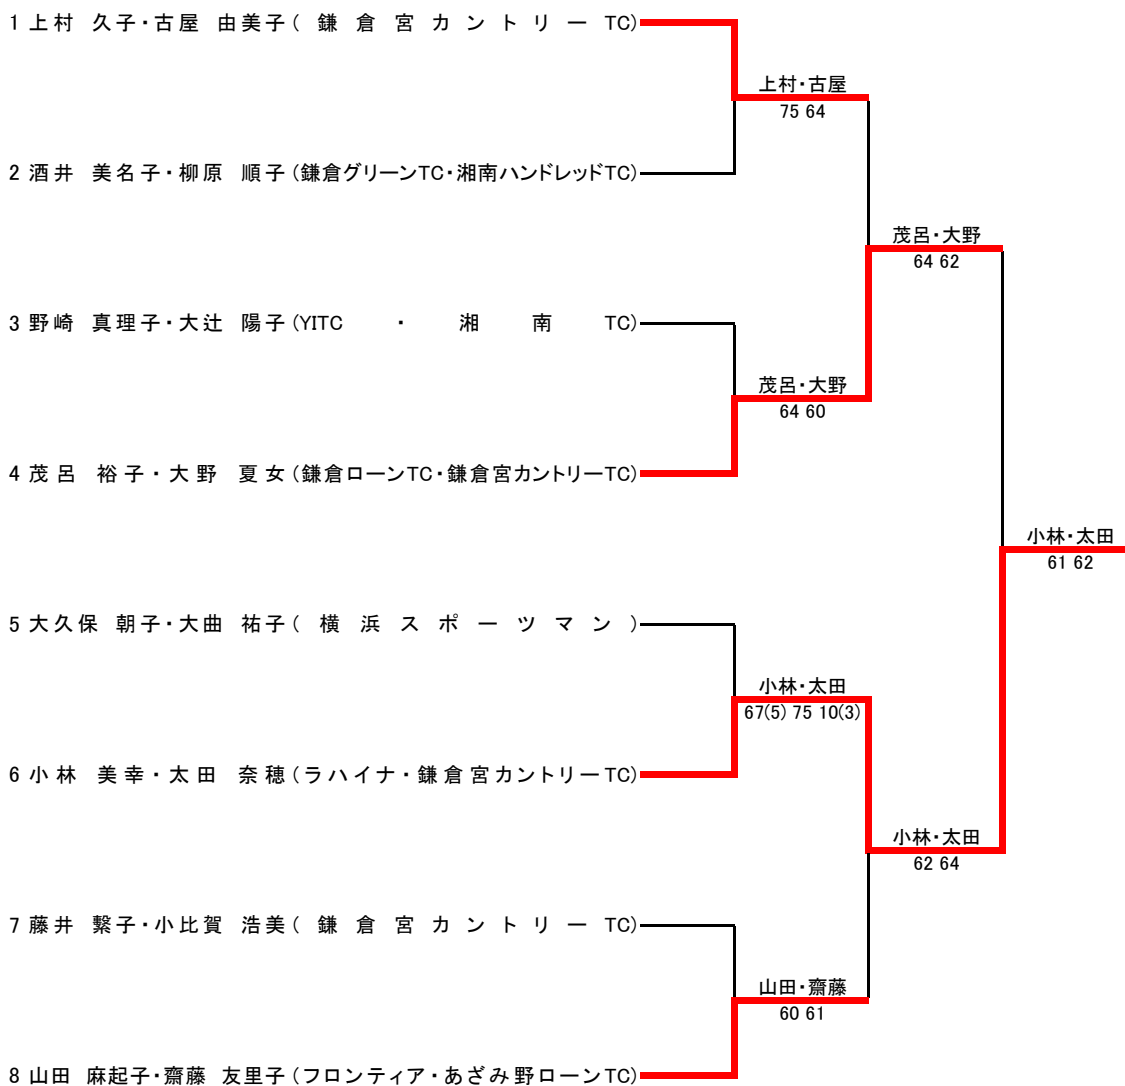 1 上村 久子・古屋 由美子 (鎌倉宮カントリーTC)
上村・古屋
75 64
2 酒井 美名子・柳原 順子 (鎌倉グリーンTC・湘南ハンドレッドTC)
茂呂・大野
64 62
3 野崎 真理子・大辻 陽子 (YITC・湘南TC)
茂呂・大野
64 60
4 茂呂 裕子・大野 夏女 (鎌倉ローンTC・鎌倉宮カントリーTC)
小林・太田
61 62
5 大久保 朝子・大曲 祐子 (横浜スポーツマン)
小林・太田
67(5) 75 10(3)
6 小林 美幸・太田 奈穂 (ラハイナ・鎌倉宮カントリーTC)
小林・太田
62 64
7 藤井 繋子・小比賀 浩美 (鎌倉宮カントリーTC)
山田・齋藤
60 61
8 山田 麻起子・齋藤 友里子 (フロンティア・あざみ野ローンTC)